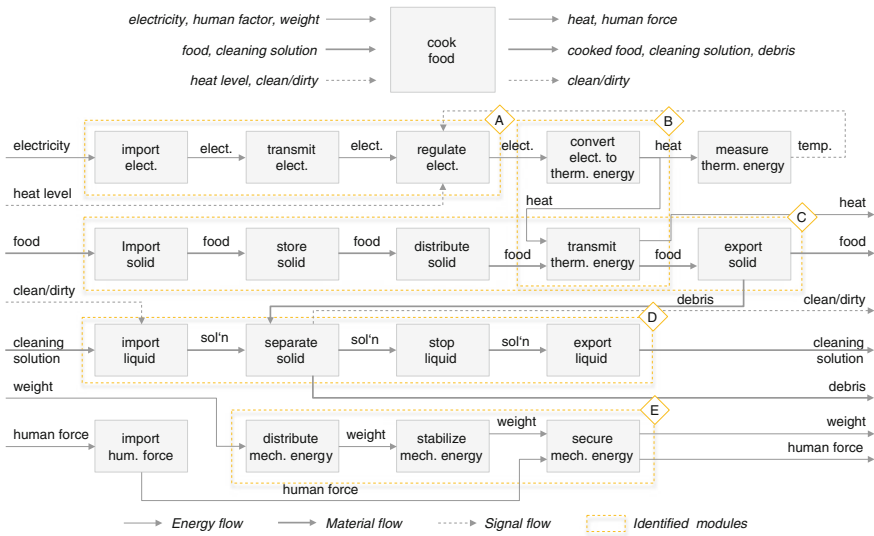 electricity, human factor, weight
food, cleaning solution
heat level, clean/dirty
cook
food
heat, human force
cooked food, cleaning solution, debris
clean/dirty
A
B
electricity
import
elect.
elect.
transmit
elect.
elect.
regulate
elect.
elect.
convert
elect. to
therm. energy
heat
measure
therm. energy
temp.
heat level
heat
heat
C
food
Import
solid
food
store
solid
food
distribute
solid
food
transmit
therm. energy
food
export
solid
food
clean/dirty
debris
clean/dirty
D
cleaning
solution
import
liquid
sol'n
separate
solid
sol'n
stop
liquid
sol'n
export
liquid
cleaning
solution
weight
debris
E
human force
import
hum. force
distribute
mech. energy
weight
stabilize
mech. energy
weight
secure
mech. energy
weight
human force
human force
Energy flow
Material flow
Signal flow
Identified modules